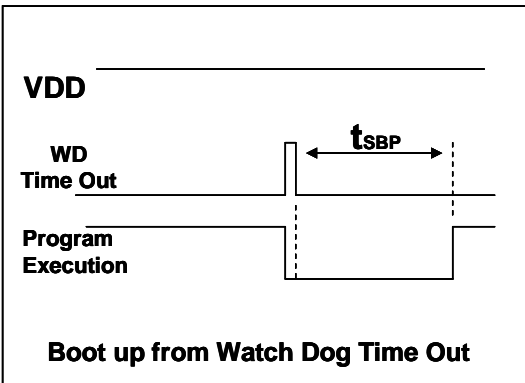 VDD
tSBP
WD
Time Out
Program
Execution
Boot up from Watch Dog Time Out